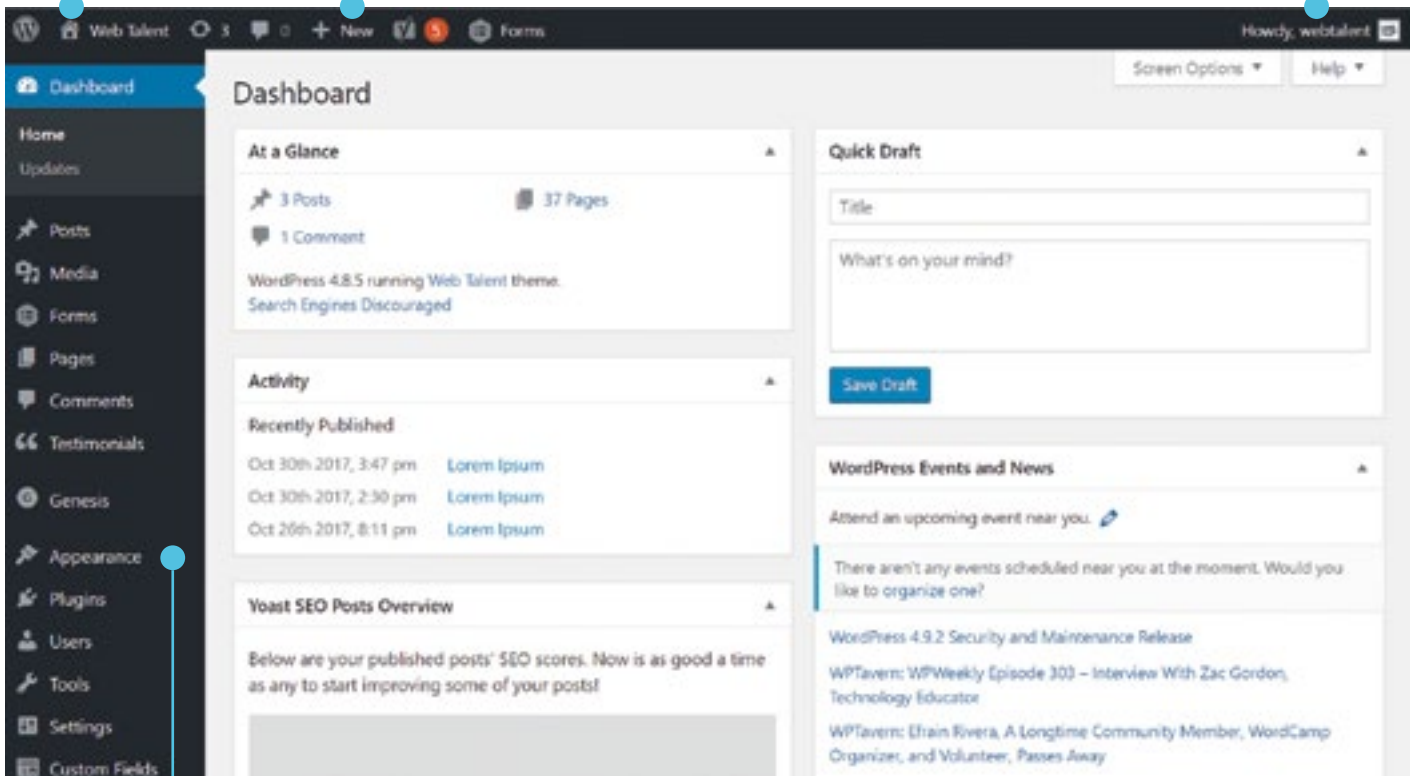 Web Talent 3 0 + New 5 Forms Howdy, webtalent
Screen Options Help
Dashboard
Home
Updates
Posts
Media
Forms
Pages
Comments
Testimonials
Genesis
Appearance
Plugins
Users
Tools
Settings
Custom Fields
Dashboard
At a Glance
3 Posts 37 Pages
1 Comment
WordPress 4.8.5 running Web Talent theme.
Search Engines Discouraged
Activity
Recently Published
Oct 30th 2017, 3:47 pm Lorem Ipsum
Oct 30th 2017, 2:30 pm Lorem Ipsum
Oct 26th 2017, 8:11 pm Lorem Ipsum
Yoast SEO Posts Overview
Below are your published posts' SEO scores. Now is as good a time
as any to start improving some of your posts!
Quick Draft
Title
What's on your mind?
Save Draft
WordPress Events and News
Attend an upcoming event near you.
There aren't any events scheduled near you at the moment. Would you
like to organize one?
WordPress 4.9.2 Security and Maintenance Release
WPTavern: WPWeekly Episode 303 – Interview With Zac Gordon,
Technology Educator
WPTavern: Efrain Rivera, A Longtime Community Member, WordCamp
Organizer, and Volunteer, Passes Away